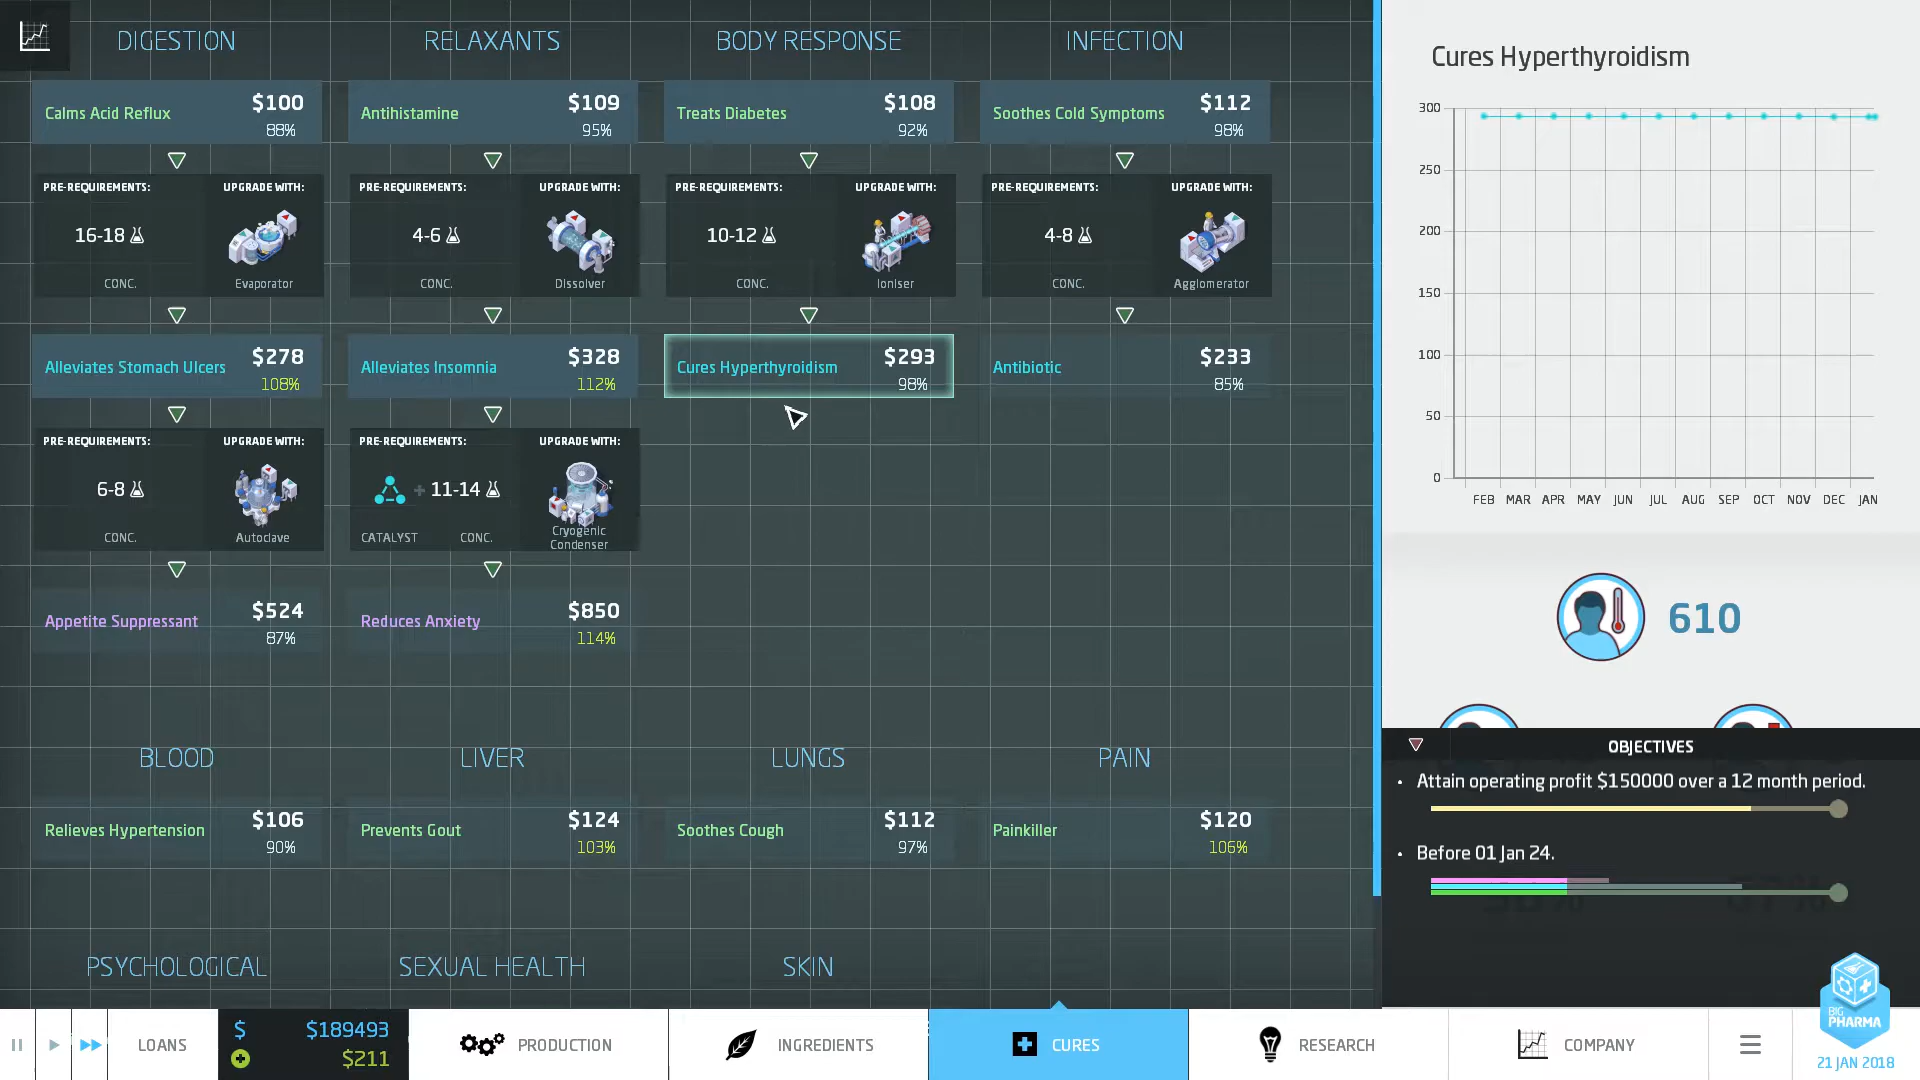 DIGESTION
RELAXANTS
BODY RESPONSE
INFECTION
Calms Acid Reflux
$100
88%
Antihistamine
$109
95%
Treats Diabetes
$108
92%
Soothes Cold Symptoms
$112
98%
PRE-REQUIREMENTS:
UPGRADE WITH:
16-18
CONC.
Evaporator
PRE-REQUIREMENTS:
UPGRADE WITH:
4-6
CONC.
Dissolver
PRE-REQUIREMENTS:
UPGRADE WITH:
10-12
CONC.
Ioniser
PRE-REQUIREMENTS:
UPGRADE WITH:
4-8
CONC.
Agglomerator
Alleviates Stomach Ulcers
$278
108%
Alleviates Insomnia
$328
112%
Cures Hyperthyroidism
$293
98%
Antibiotic
$233
85%
PRE-REQUIREMENTS:
UPGRADE WITH:
6-8
CONC.
Autoclave
PRE-REQUIREMENTS:
UPGRADE WITH:
+ 11-14
CATALYST
CONC.
Cryogenic
Condenser
Appetite Suppressant
$524
87%
Reduces Anxiety
$850
114%
BLOOD
LIVER
LUNGS
PAIN
Relieves Hypertension
$106
90%
Prevents Gout
$124
103%
Soothes Cough
$112
97%
Painkiller
$120
106%
PSYCHOLOGICAL
SEXUAL HEALTH
SKIN
Cures Hyperthyroidism
300
250
200
150
100
50
0
FEB MAR APR MAY JUN JUL AUG SEP OCT NOV DEC JAN
610
OBJECTIVES
• Attain operating profit $150000 over a 12 month period.
• Before 01 Jan 24.
BIG
PHARMA
21 JAN 2018
LOANS
$ $189493
$211
PRODUCTION
INGREDIENTS
CURES
RESEARCH
COMPANY